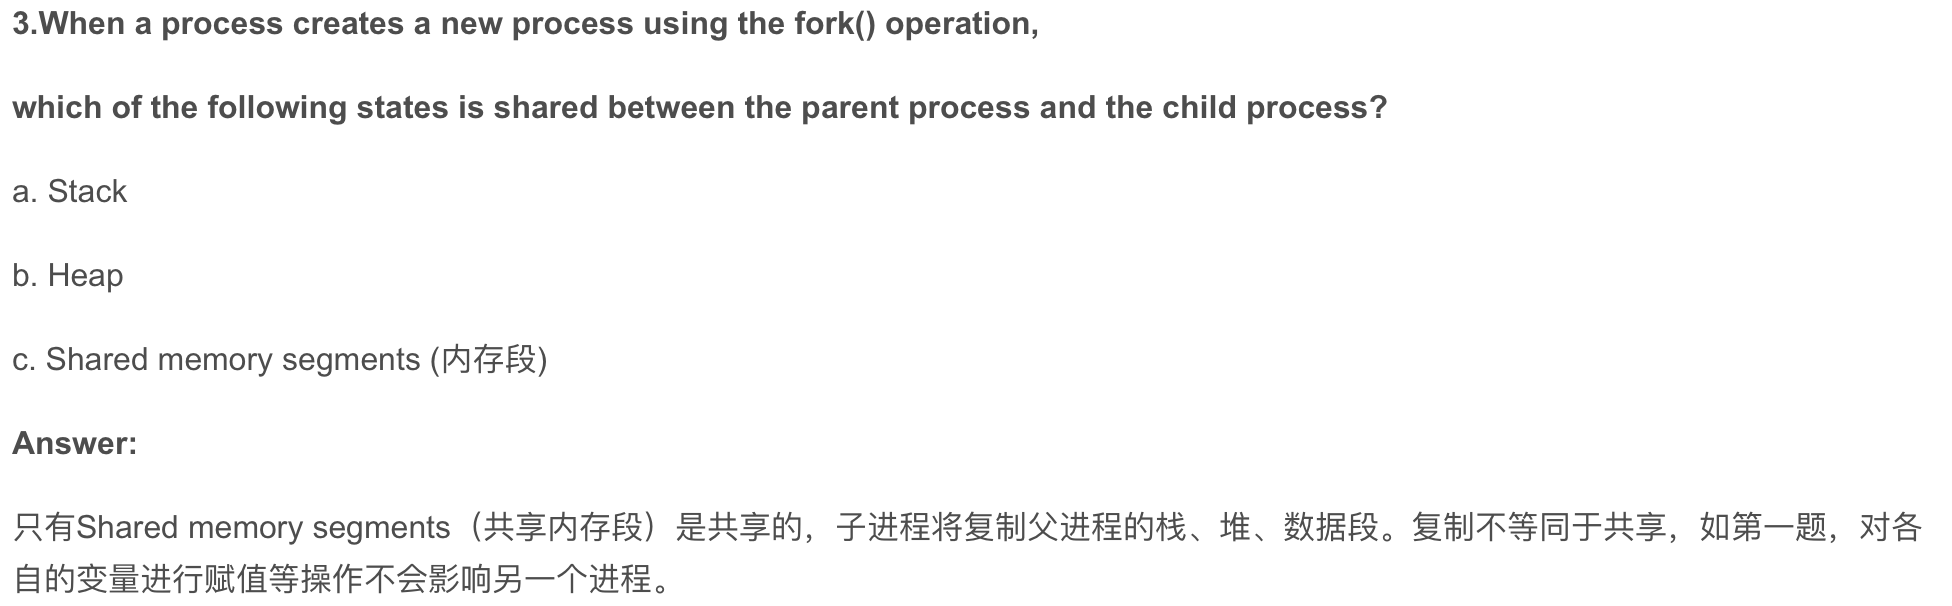 3.When a process creates a new process using the fork() operation,
which of the following states is shared between the parent process and the child process?
a. Stack
b. Heap
c. Shared memory segments (内存段)
Answer:
只有Shared memory segments（共享内存段）是共享的，子进程将复制父进程的栈、堆、数据段。复制不等同于共享，如第一题，对各
自的变量进行赋值等操作不会影响另一个进程。